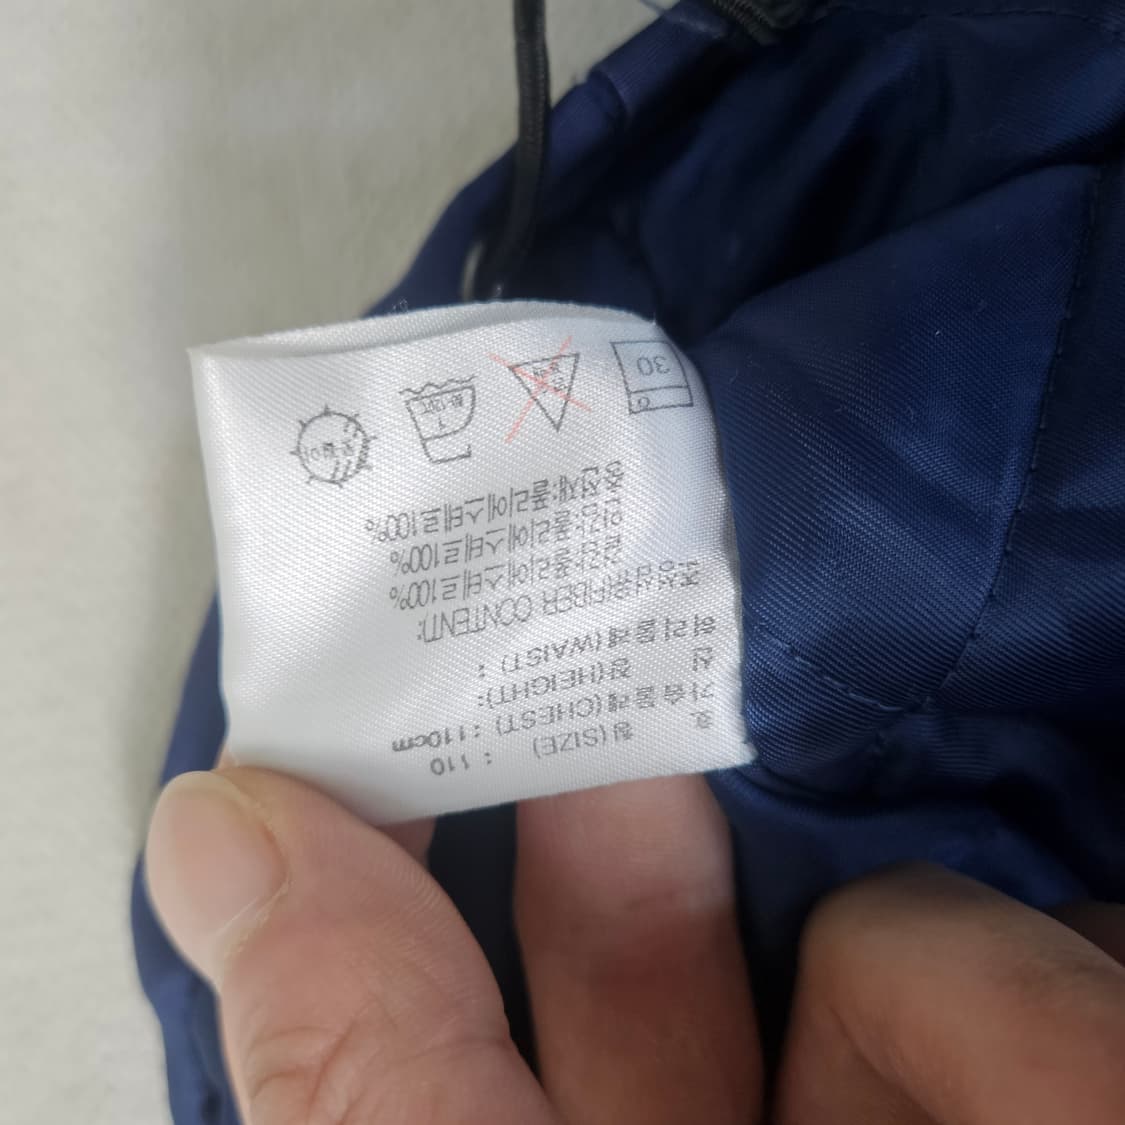 호 칭(SIZE) : 110
가슴둘레(CHEST) : 110cm
신 장(HEIGHT):
허리둘레(WAIST) :
조성섬유(FIBER CONTENT):
겉감:폴리에스테르100%
안감:폴리에스테르100%
충전재:폴리에스테르100%
30